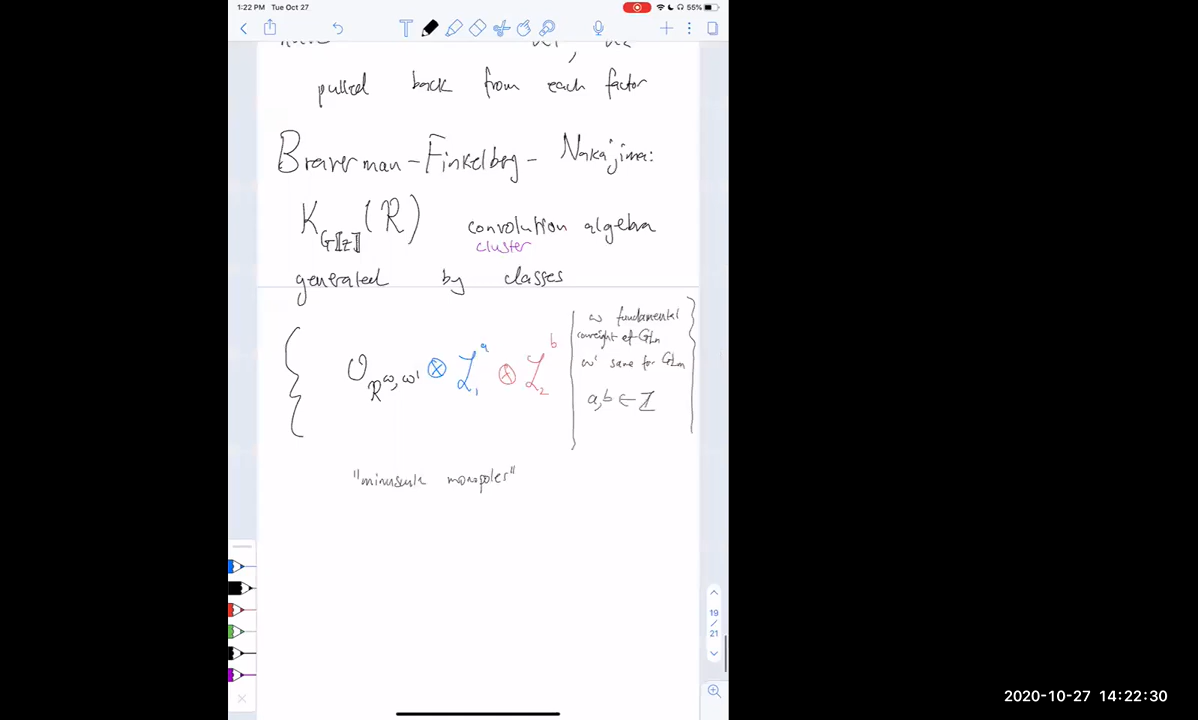 1:22 PM Tue Oct 27
55%
pulled back from each factor
Braverman-Finkelberg-Nakajima:
K_{G[[z]]}(R) convolution algebra
cluster
generated by classes
{ O_{R^{ω,ω'}} ⊗ L_1^a ⊗ L_2^b | ω fundamental
coweight of GL_n
ω' same for GL_m
a,b ∈ Z }
"minuscule monopoles"
19
/
21
2020-10-27 14:22:30